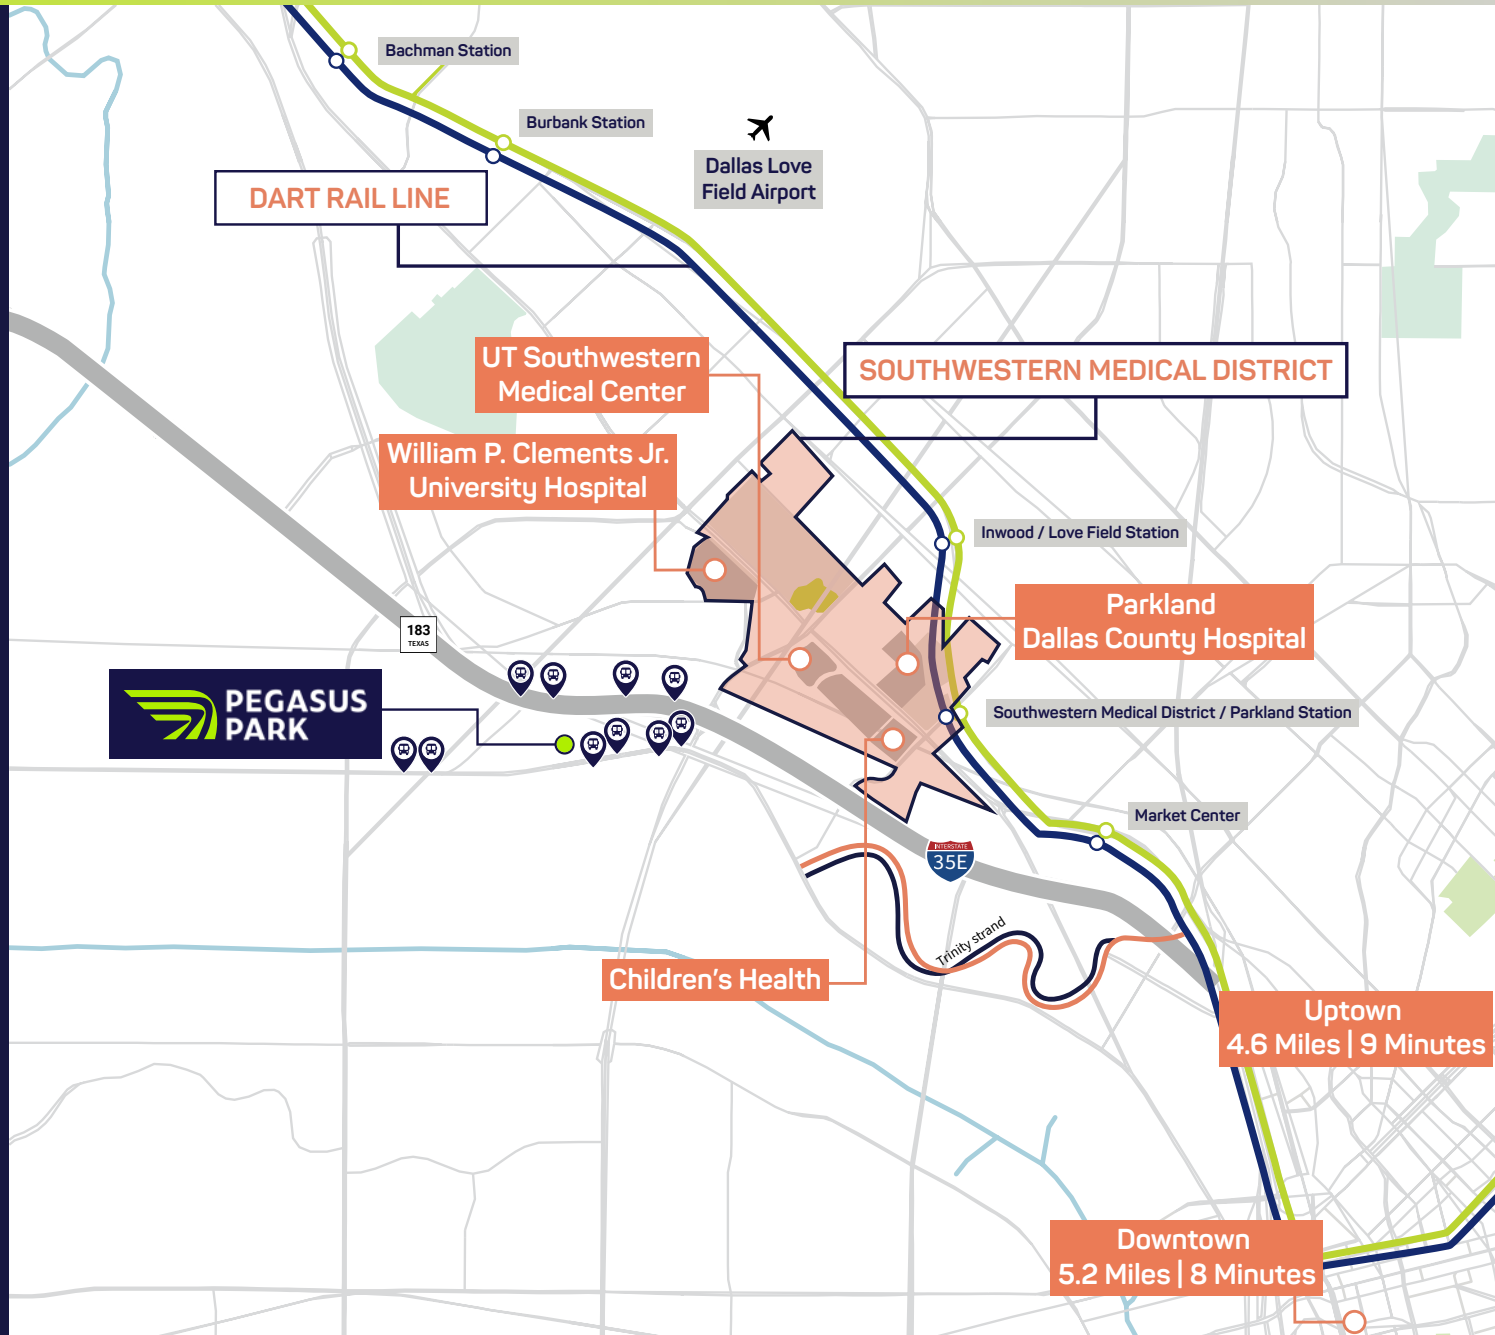 Bachman Station
Burbank Station
Dallas Love
Field Airport
DART RAIL LINE
UT Southwestern
Medical Center
SOUTHWESTERN MEDICAL DISTRICT
William P. Clements Jr.
University Hospital
Inwood / Love Field Station
Parkland
Dallas County Hospital
183
TEXAS
PEGASUS
PARK
Southwestern Medical District / Parkland Station
Market Center
INTERSTATE
35E
Trinity strand
Children's Health
Uptown
4.6 Miles | 9 Minutes
Downtown
5.2 Miles | 8 Minutes